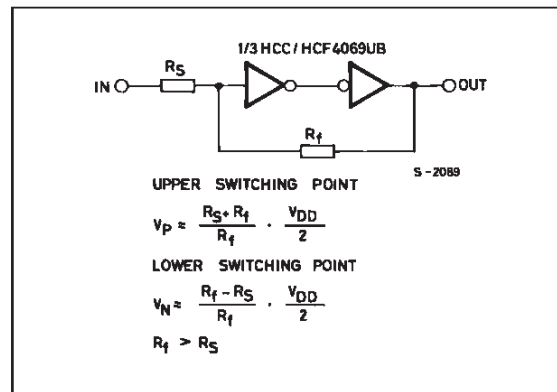 1/3 HCC / HCF4069UB
IN
RS
OUT
Rf
S-2089
UPPER SWITCHING POINT
VP ≈ (RS + Rf) / Rf · VDD / 2
LOWER SWITCHING POINT
VN ≈ (Rf - RS) / Rf · VDD / 2
Rf > RS